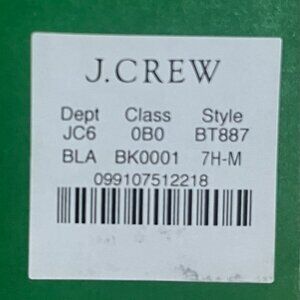 J.CREW
Dept Class Style
JC6 0B0 BT887
BLA BK0001 7H-M
099107512218